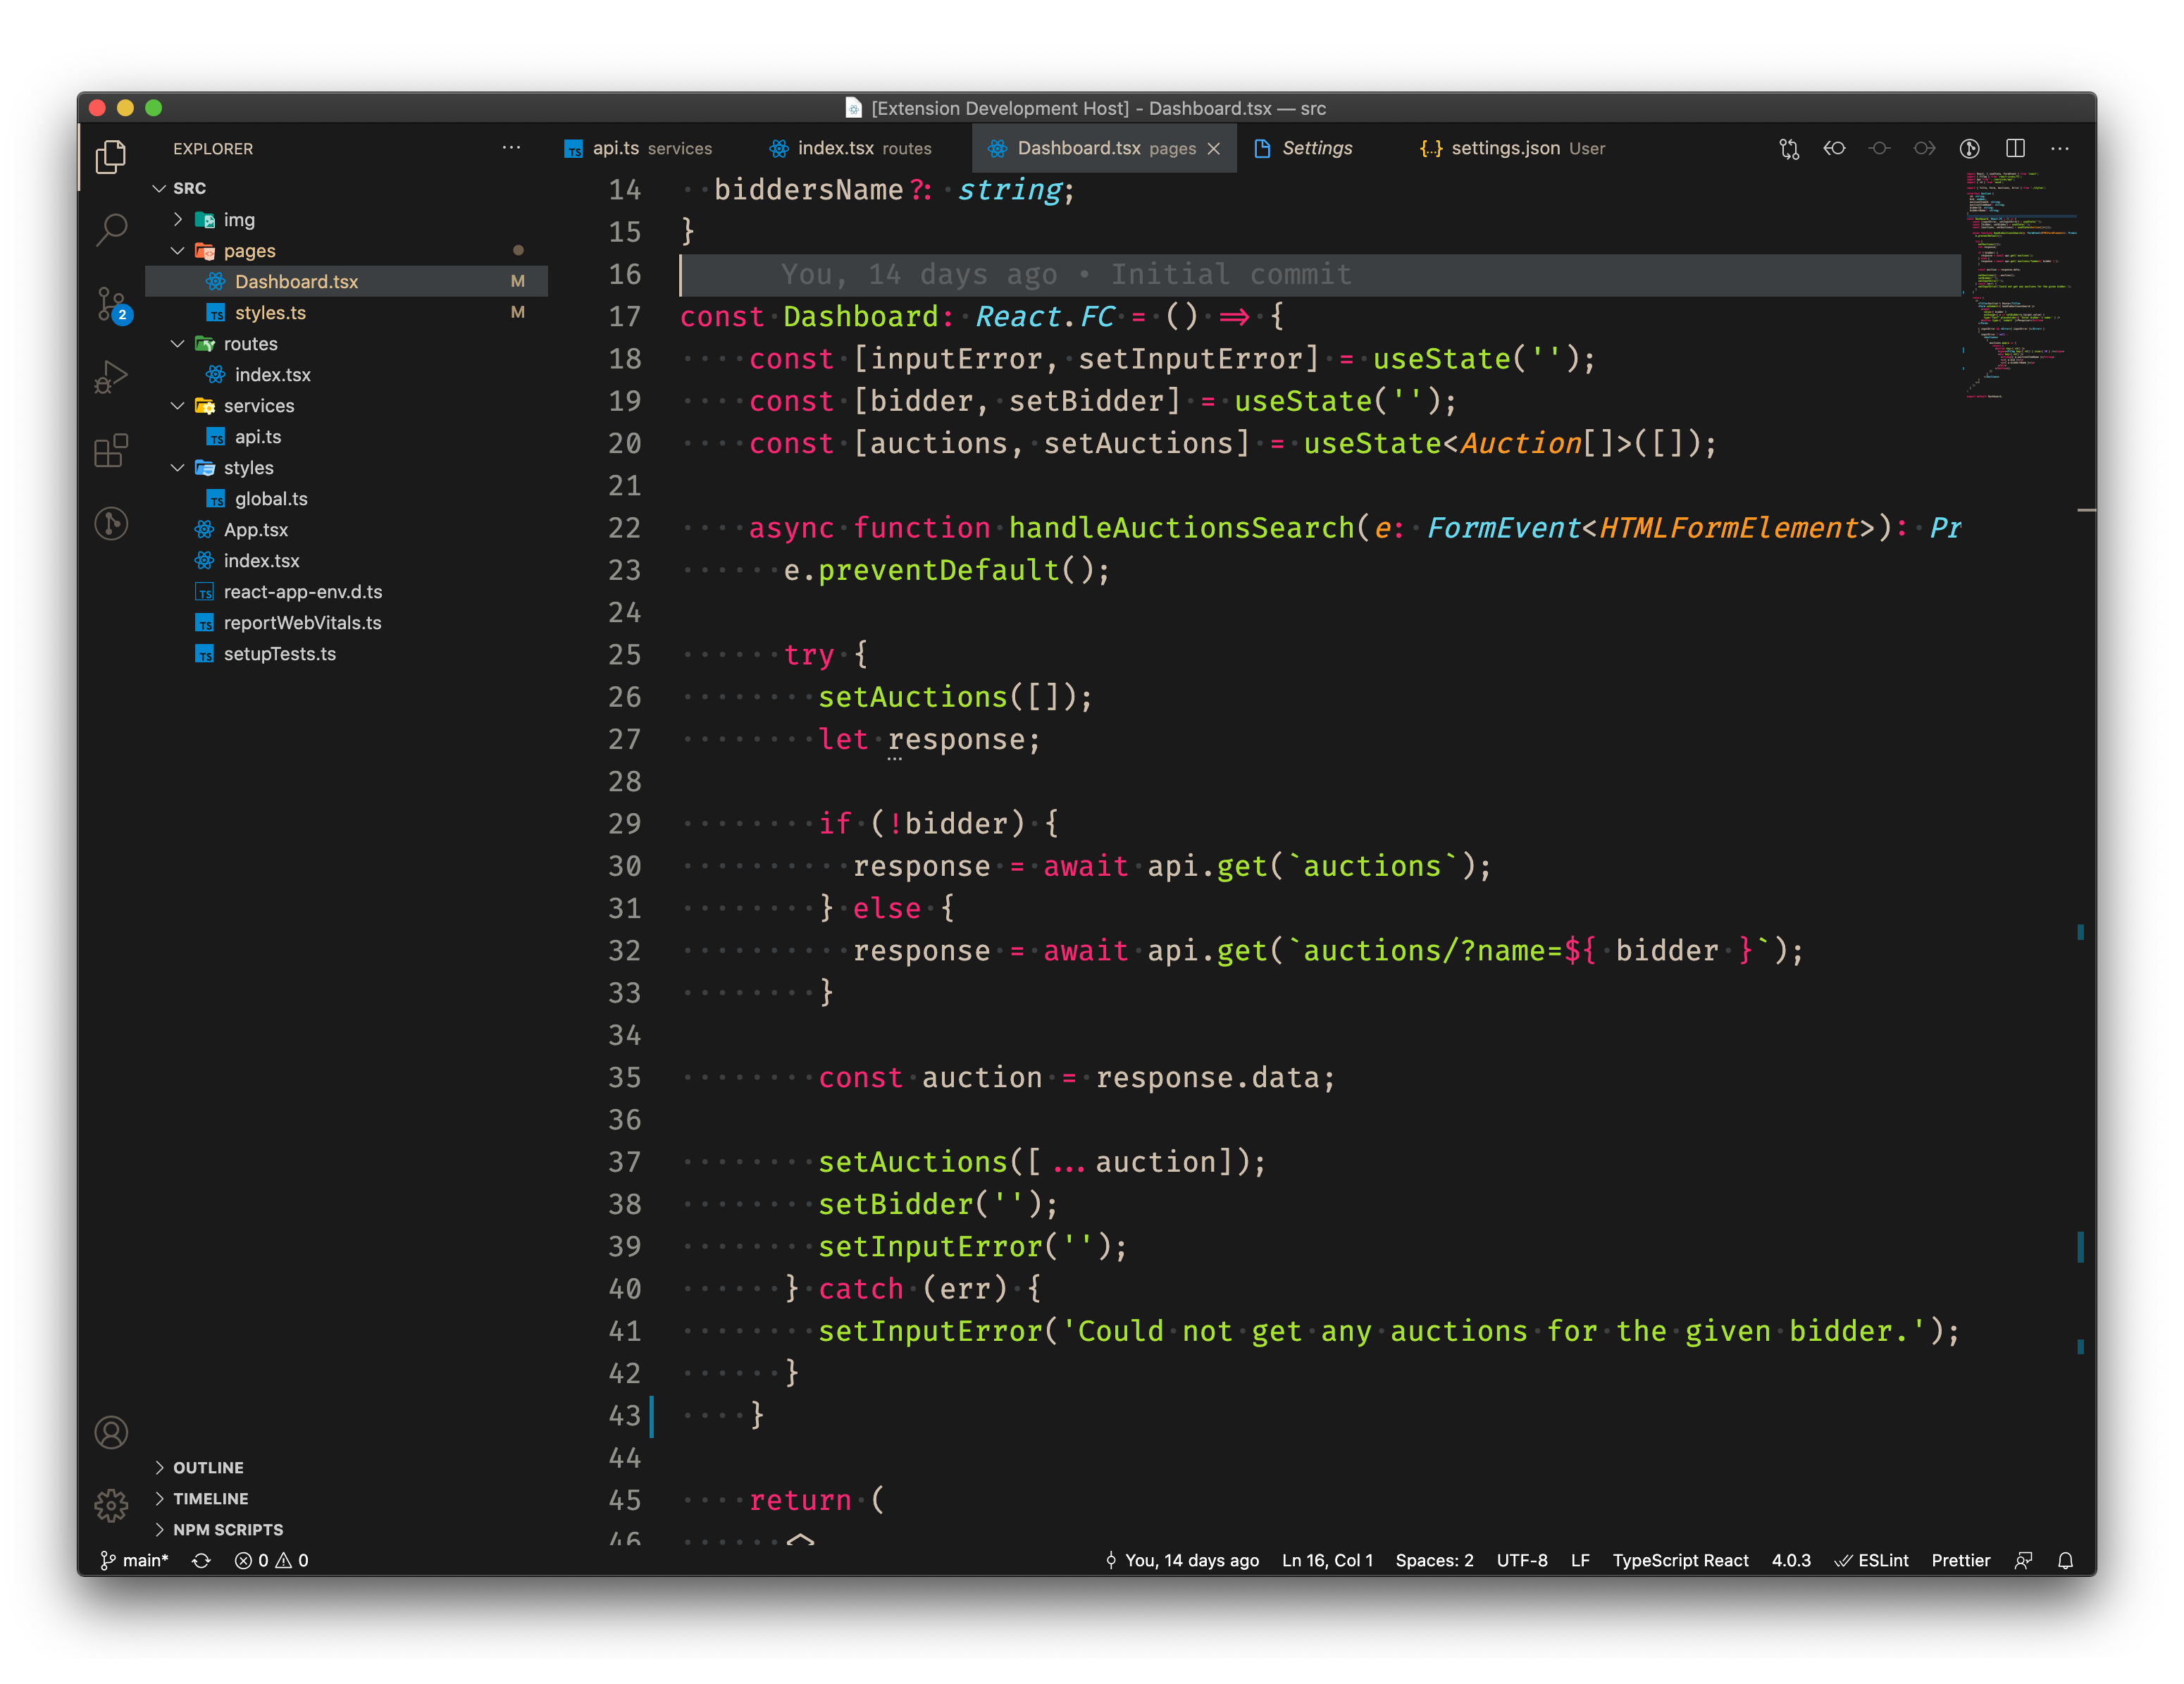 [Extension Development Host] - Dashboard.tsx — src
EXPLORER
SRC
img
pages
Dashboard.tsx M
styles.ts M
routes
index.tsx
services
api.ts
styles
global.ts
App.tsx
index.tsx
react-app-env.d.ts
reportWebVitals.ts
setupTests.ts
2
OUTLINE
TIMELINE
NPM SCRIPTS
api.ts services index.tsx routes Dashboard.tsx pages Settings settings.json User
14 biddersName?: string;
15 }
16 You, 14 days ago • Initial commit
17 const Dashboard: React.FC = () => {
18 const [inputError, setInputError] = useState('');
19 const [bidder, setBidder] = useState('');
20 const [auctions, setAuctions] = useState<Auction[]>([]);
21
22 async function handleAuctionsSearch(e: FormEvent<HTMLFormElement>): Pr
23 e.preventDefault();
24
25 try {
26 setAuctions([]);
27 let response;
28
29 if (!bidder) {
30 response = await api.get(`auctions`);
31 } else {
32 response = await api.get(`auctions/?name=${ bidder }`);
33 }
34
35 const auction = response.data;
36
37 setAuctions([...auction]);
38 setBidder('');
39 setInputError('');
40 } catch (err) {
41 setInputError('Could not get any auctions for the given bidder.');
42 }
43 }
44
45 return (
46 <>
main* 0 0 You, 14 days ago Ln 16, Col 1 Spaces: 2 UTF-8 LF TypeScript React 4.0.3 ESLint Prettier